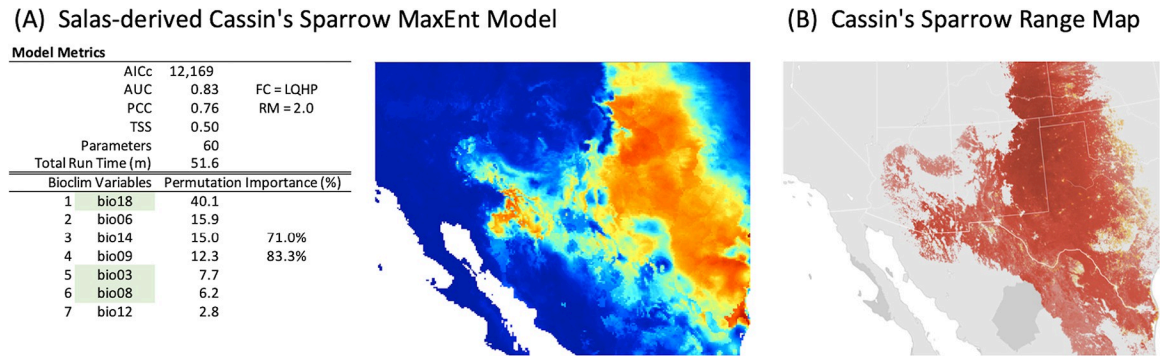 (A) Salas-derived Cassin's Sparrow MaxEnt Model
Model Metrics
AICc 12,169
AUC 0.83 FC = LQHP
PCC 0.76 RM = 2.0
TSS 0.50
Parameters 60
Total Run Time (m) 51.6
Bioclim Variables Permutation Importance (%)
1 bio18 40.1
2 bio06 15.9
3 bio14 15.0 71.0%
4 bio09 12.3 83.3%
5 bio03 7.7
6 bio08 6.2
7 bio12 2.8
(B) Cassin's Sparrow Range Map